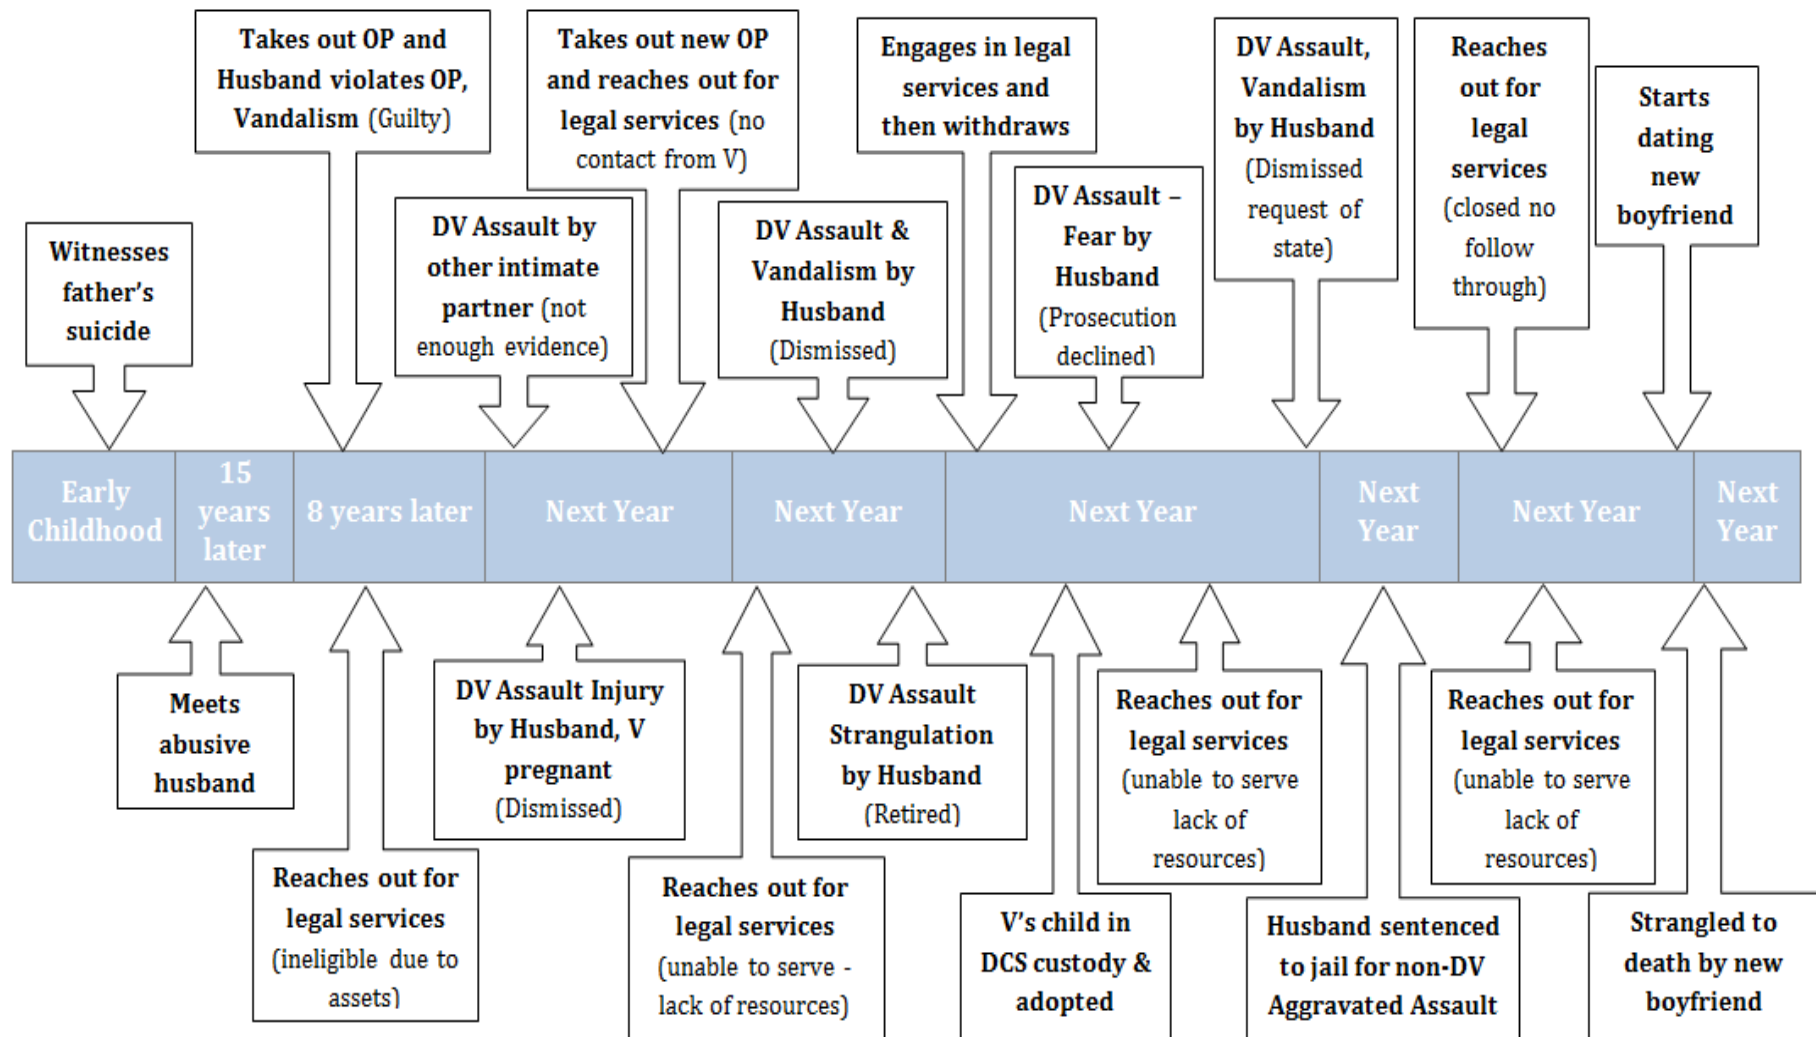 Takes out OP and
Husband violates OP,
Vandalism (Guilty)
Takes out new OP
and reaches out for
legal services (no
contact from V)
Engages in legal
services and
then withdraws
DV Assault,
Vandalism
by Husband
(Dismissed
request of
state)
Reaches
out for
legal
services
(closed no
follow
through)
Starts
dating
new
boyfriend
Witnesses
father's
suicide
DV Assault by
other intimate
partner (not
enough evidence)
DV Assault &
Vandalism by
Husband
(Dismissed)
DV Assault –
Fear by
Husband
(Prosecution
declined)
Early
Childhood
15
years
later
8 years later
Next Year
Next Year
Next Year
Next
Year
Next Year
Next
Year
Meets
abusive
husband
Reaches out for
legal services
(ineligible due to
assets)
DV Assault Injury
by Husband, V
pregnant
(Dismissed)
Reaches out for
legal services
(unable to serve -
lack of resources)
DV Assault
Strangulation
by Husband
(Retired)
V's child in
DCS custody &
adopted
Reaches out for
legal services
(unable to serve
lack of
resources)
Husband sentenced
to jail for non-DV
Aggravated Assault
Reaches out for
legal services
(unable to serve
lack of
resources)
Strangled to
death by new
boyfriend